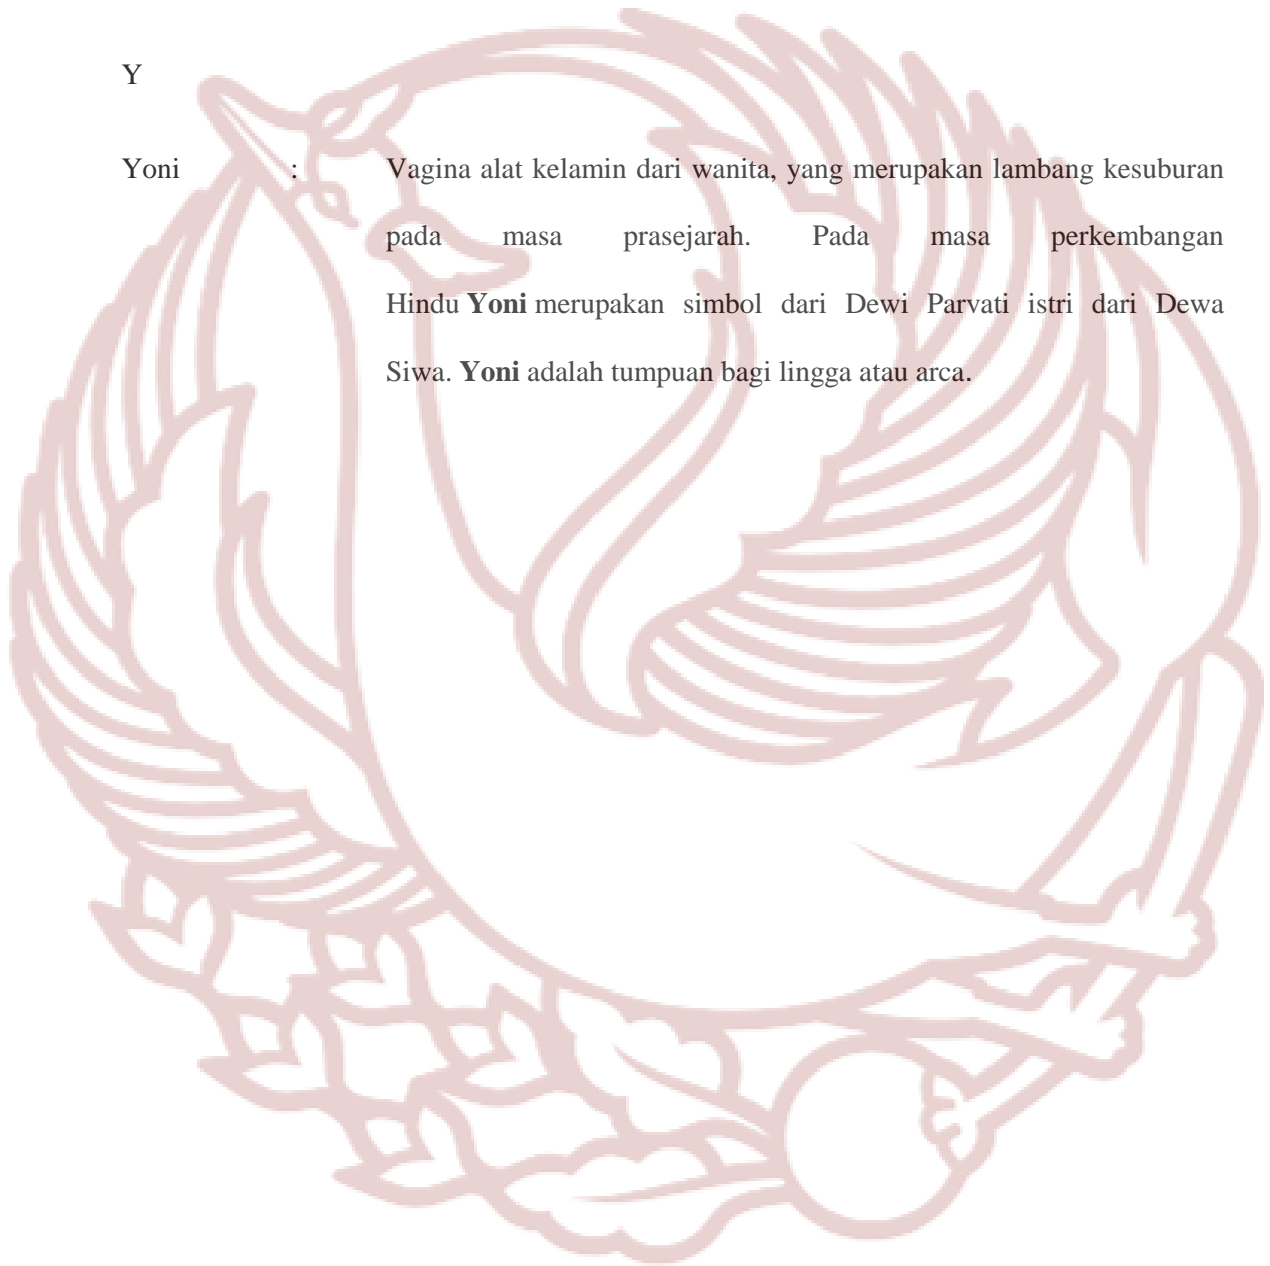 Y
Yoni : Vagina alat kelamin dari wanita, yang merupakan lambang kesuburan
pada masa prasejarah. Pada masa perkembangan
Hindu Yoni merupakan simbol dari Dewi Parvati istri dari Dewa
Siwa. Yoni adalah tumpuan bagi lingga atau arca.